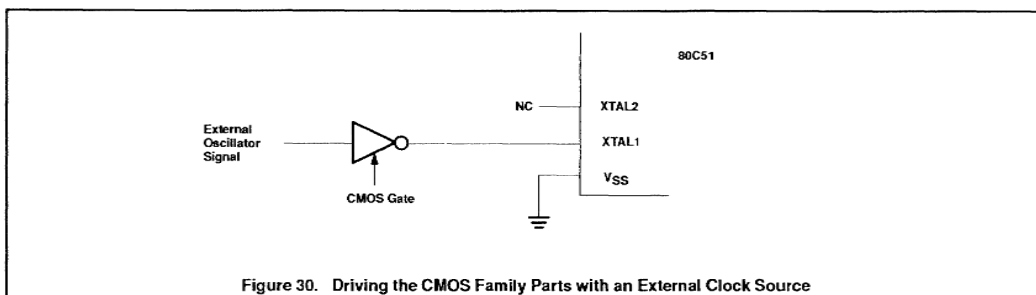 80C51
NC
XTAL2
External
Oscillator
Signal
XTAL1
CMOS Gate
VSS
Figure 30. Driving the CMOS Family Parts with an External Clock Source